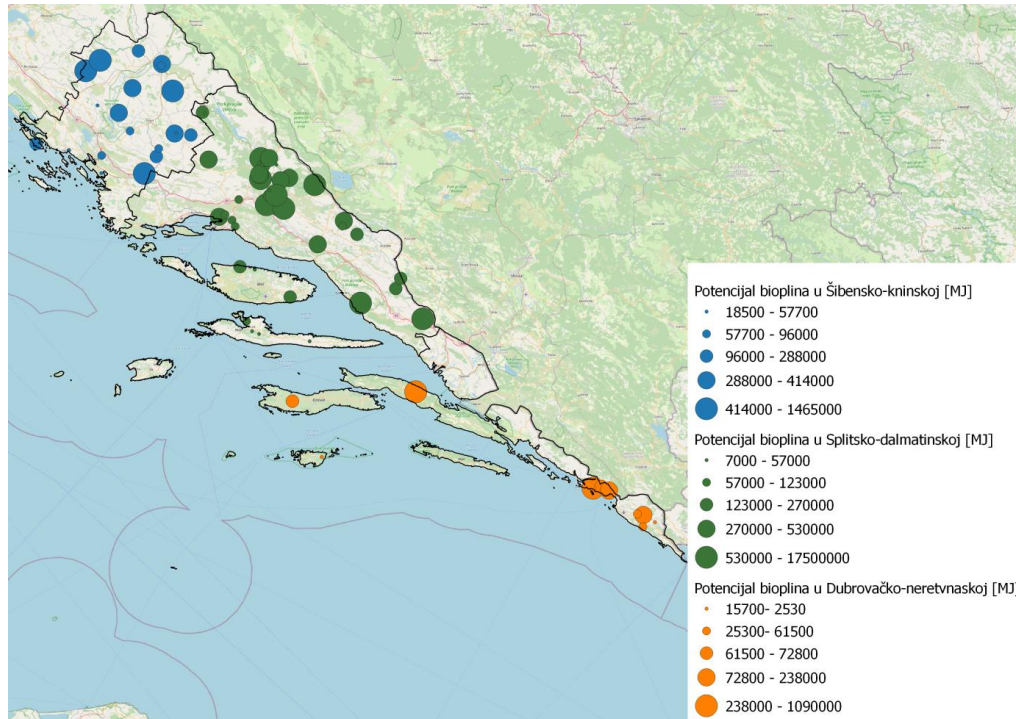 Potencijal bioplina u Šibensko-kninskoj [MJ]
18500 - 57700
57700 - 96000
96000 - 288000
288000 - 414000
414000 - 1465000
Potencijal bioplina u Splitsko-dalmatinskoj [MJ]
7000 - 57000
57000 - 123000
123000 - 270000
270000 - 530000
530000 - 17500000
Potencijal bioplina u Dubrovačko-neretvnaskoj [MJ]
15700- 2530
25300- 61500
61500 - 72800
72800 - 238000
238000 - 1090000